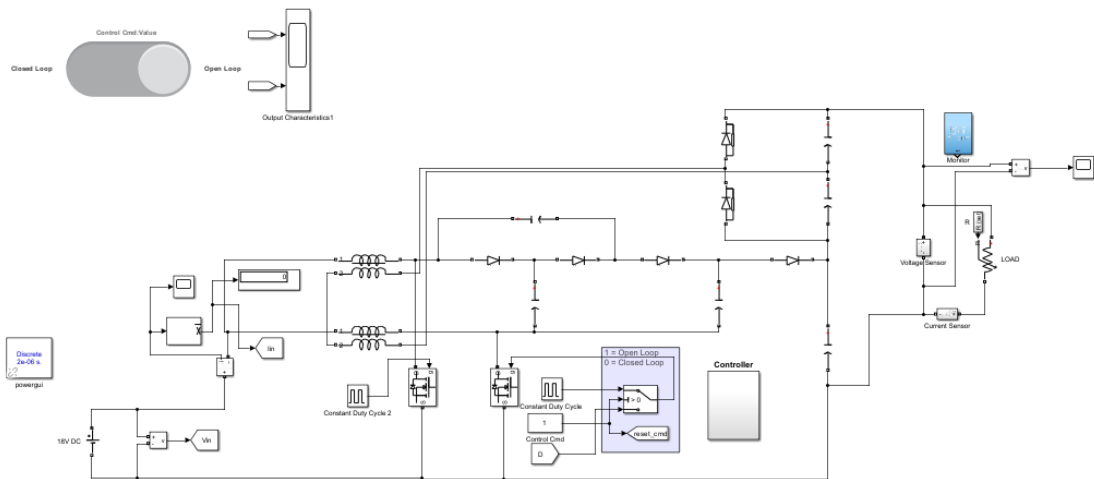 Control Cmd:Value
Closed Loop
Open Loop
Output Characteristics1
Monitor
Voltage Sensor
LOAD
Current Sensor
0
Iin
Discrete
2e-06 s.
powergui
Constant Duty Cycle 2
1 = Open Loop
0 = Closed Loop
> 0
Constant Duty Cycle
1
Control Cmd
reset_cmd
D
Controller
18V DC
Vin